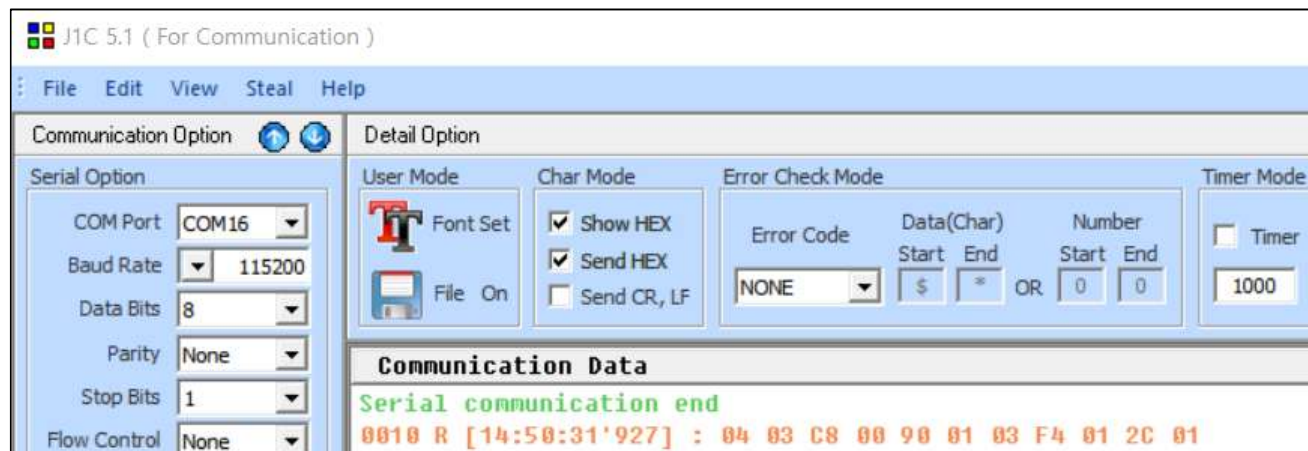 J1C 5.1 ( For Communication )
File Edit View Steal Help
Communication Option
Serial Option
COM Port COM16
Baud Rate 115200
Data Bits 8
Parity None
Stop Bits 1
Flow Control None
Detail Option
User Mode
Font Set
File On
Char Mode
Show HEX
Send HEX
Send CR, LF
Error Check Mode
Error Code
NONE
Data(Char)
Start End
$ *
OR
Number
Start End
0 0
Timer Mode
Timer
1000
Communication Data
Serial communication end
0010 R [14:50:31'927] : 04 03 C8 00 90 01 03 F4 01 2C 01